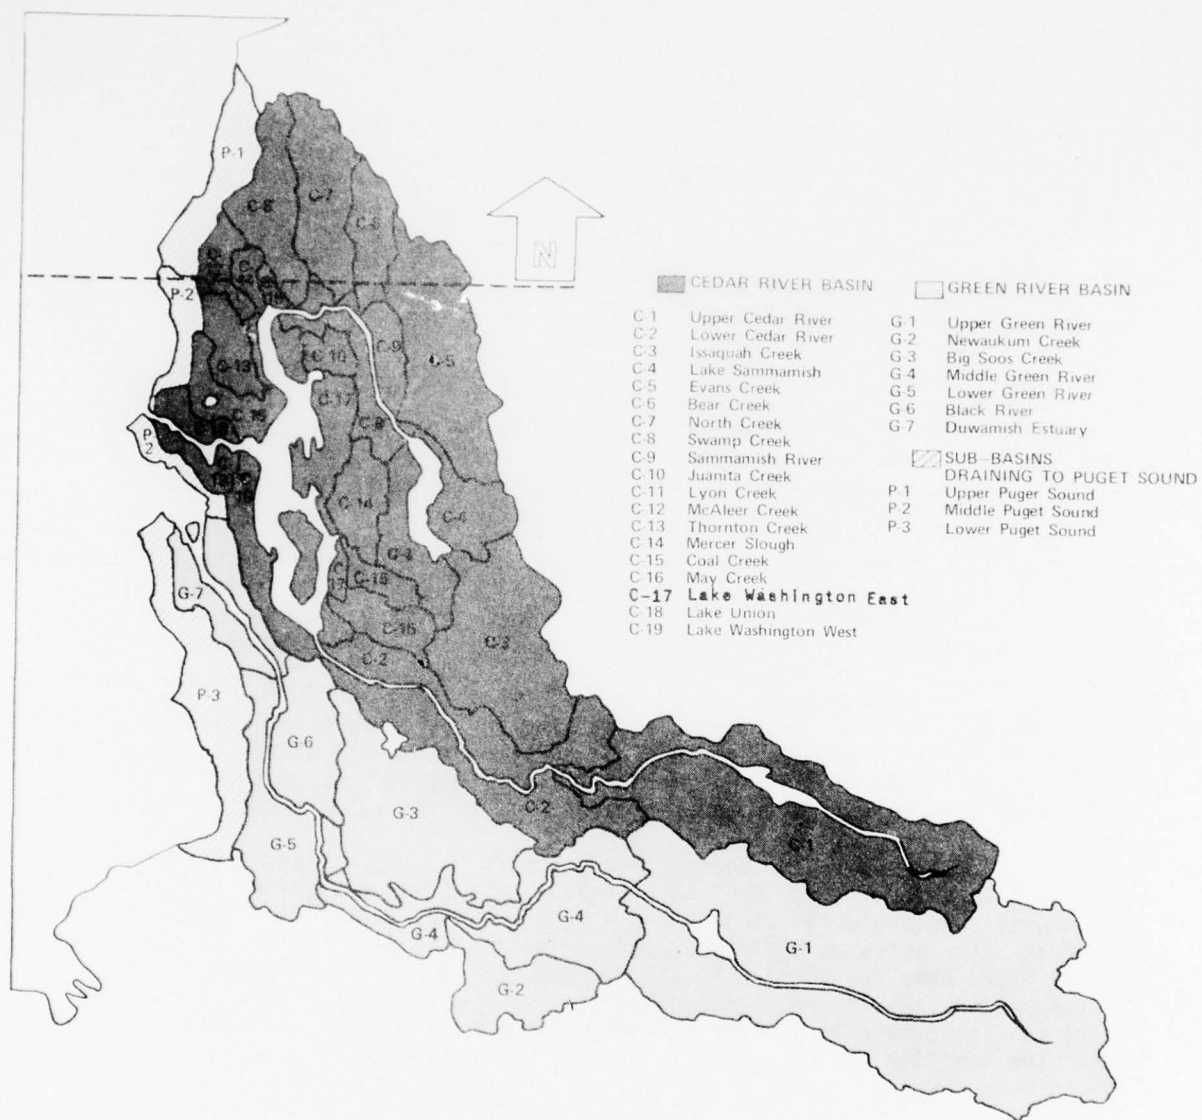 P-1
C-8
C-7
C-6
N
P-2
C-13
C-10
C-9
C-5
C-17
P-2
C-14
C-4
G-7
C-15
C-2
C-3
P-3
G-6
G-3
C-2
C-1
G-5
G-4
G-4
G-1
G-2
CEDAR RIVER BASIN
C-1 Upper Cedar River
C-2 Lower Cedar River
C-3 Issaquah Creek
C-4 Lake Sammamish
C-5 Evans Creek
C-6 Bear Creek
C-7 North Creek
C-8 Swamp Creek
C-9 Sammamish River
C-10 Juanita Creek
C-11 Lyon Creek
C-12 McAleer Creek
C-13 Thornton Creek
C-14 Mercer Slough
C-15 Coal Creek
C-16 May Creek
C-17 Lake Washington East
C-18 Lake Union
C-19 Lake Washington West
GREEN RIVER BASIN
G-1 Upper Green River
G-2 Newaukum Creek
G-3 Big Soos Creek
G-4 Middle Green River
G-5 Lower Green River
G-6 Black River
G-7 Duwamish Estuary
SUB-BASINS
DRAINING TO PUGET SOUND
P-1 Upper Puger Sound
P-2 Middle Puget Sound
P-3 Lower Puget Sound